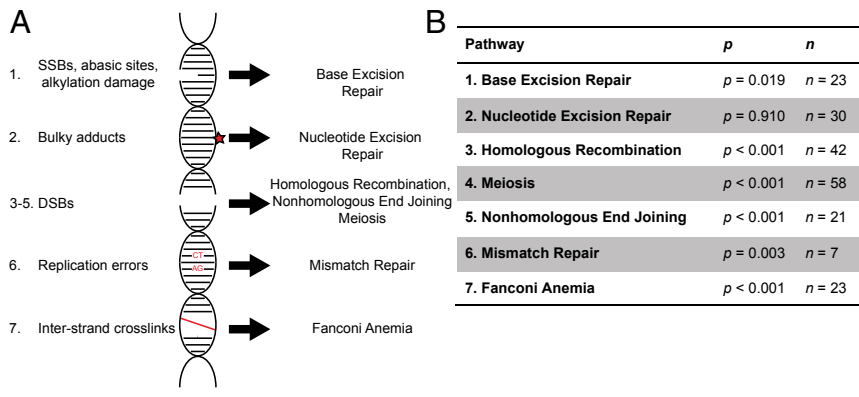 A
1. SSBs, abasic sites,
alkylation damage
Base Excision
Repair
2. Bulky adducts
Nucleotide Excision
Repair
3-5. DSBs
Homologous Recombination,
Nonhomologous End Joining
Meiosis
6. Replication errors
CT
AG
Mismatch Repair
7. Inter-strand crosslinks
Fanconi Anemia
B
Pathway p n
1. Base Excision Repair p = 0.019 n = 23
2. Nucleotide Excision Repair p = 0.910 n = 30
3. Homologous Recombination p < 0.001 n = 42
4. Meiosis p < 0.001 n = 58
5. Nonhomologous End Joining p < 0.001 n = 21
6. Mismatch Repair p = 0.003 n = 7
7. Fanconi Anemia p < 0.001 n = 23